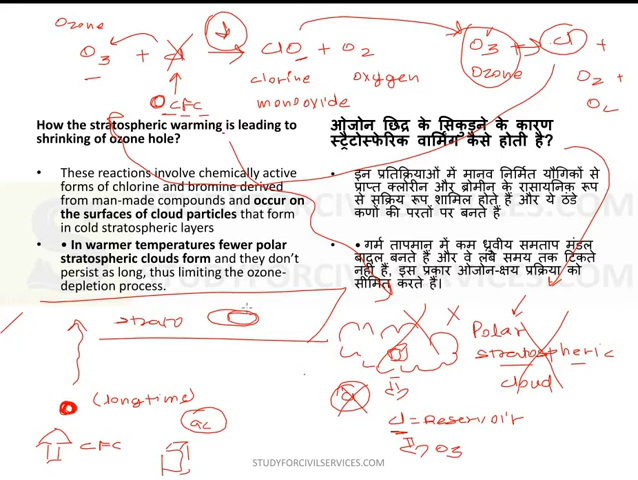 Ozone
O3 + Cl → ClO + O2 O3 + Cl +
clorine oxygen Ozone O2 +
CFC monoxide O2
How the stratospheric warming is leading to
shrinking of ozone hole?
ओजोन छिद्र के सिकुड़ने के कारण
स्ट्रैटोस्फेरिक वार्मिंग कैसे होती है?
• These reactions involve chemically active
forms of chlorine and bromine derived
from man-made compounds and occur on
the surfaces of cloud particles that form
in cold stratospheric layers
• • In warmer temperatures fewer polar
stratospheric clouds form and they don't
persist as long, thus limiting the ozone-
depletion process.
• इन प्रतिक्रियाओं में मानव निर्मित यौगिकों से
प्राप्त क्लोरीन और ब्रोमीन के रासायनिक रूप
से सक्रिय रूप शामिल होते हैं और ये ठंडे
कणों की परतों पर बनते हैं
• • गर्म तापमान में कम ध्रुवीय समताप मंडल
बादल बनते हैं और वे लंबे समय तक टिकते
नहीं हैं, इस प्रकार ओजोन-क्षय प्रक्रिया को
सीमित करते हैं।
strato
Polar
stratospheric
cloud
(longtime)
ac
CFC
Cl = Reservoir
O3
STUDYFORCIVILSERVICES.COM